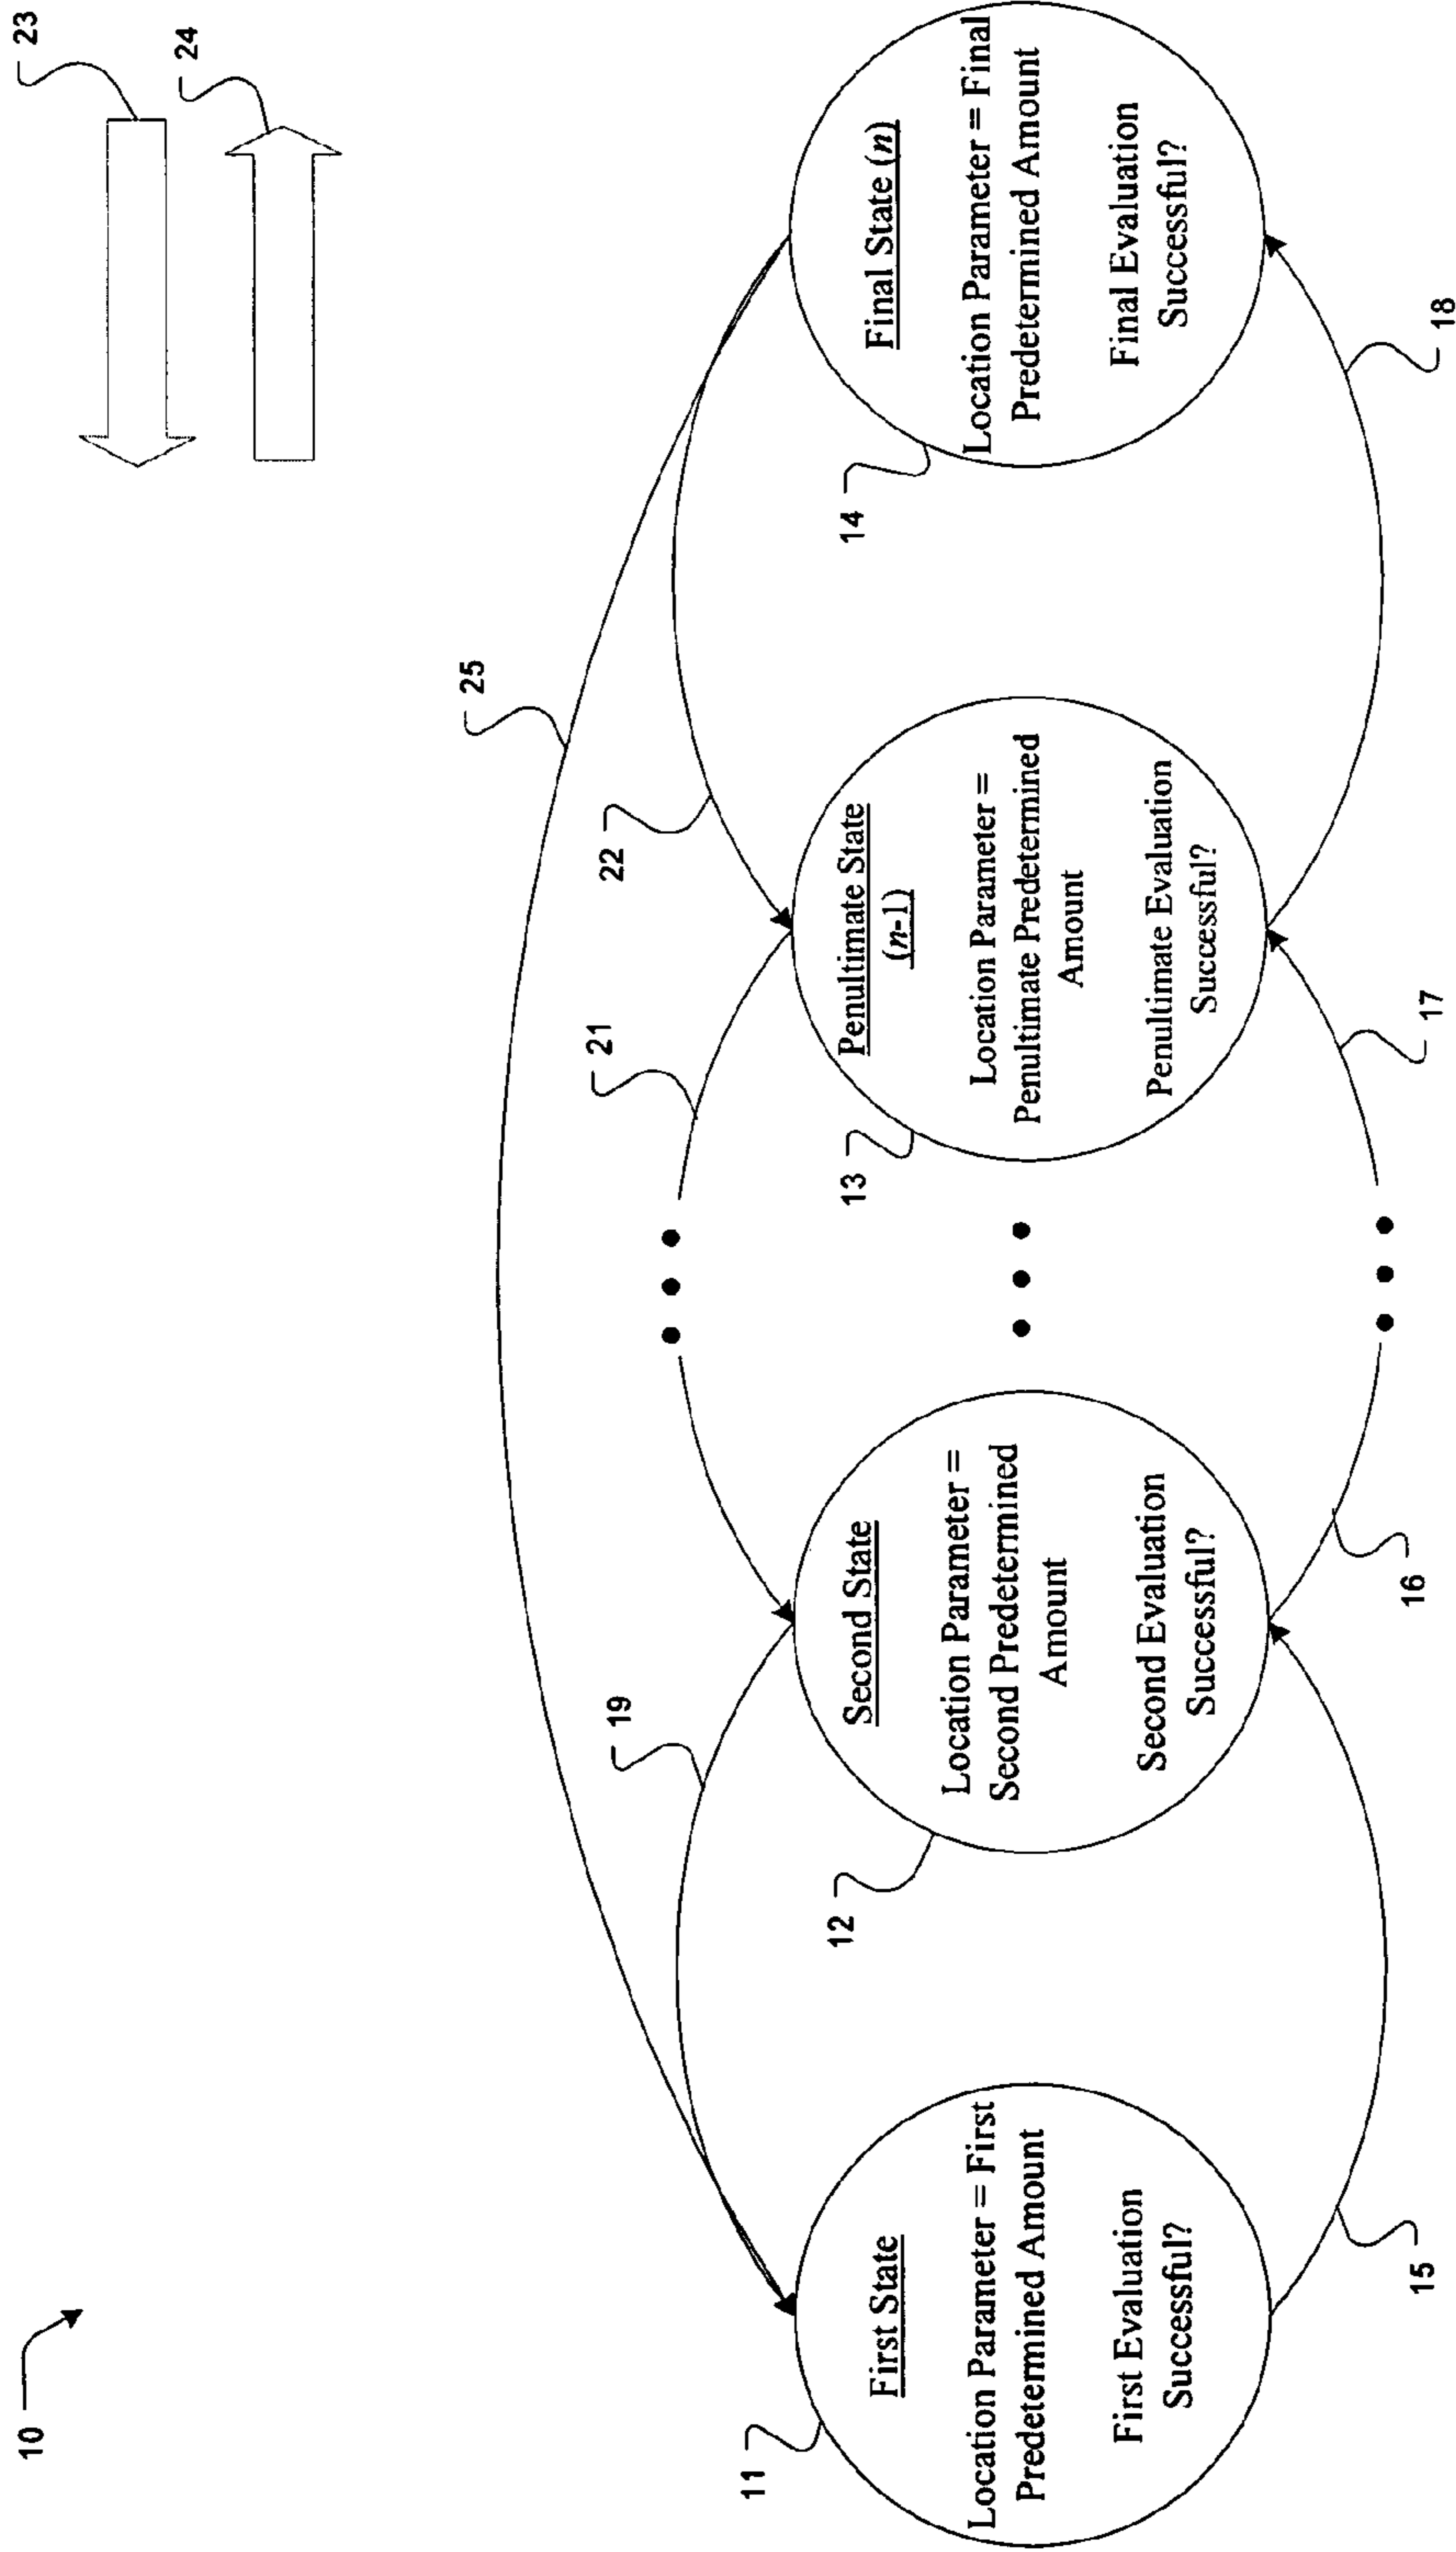 10
23
24
25
19
21
22
11
First State
Location Parameter = First
Predetermined Amount
First Evaluation
Successful?
12
Second State
Location Parameter =
Second Predetermined
Amount
Second Evaluation
Successful?
13
Penultimate State
(n-1)
Location Parameter =
Penultimate Predetermined
Amount
Penultimate Evaluation
Successful?
14
Final State (n)
Location Parameter = Final
Predetermined Amount
Final Evaluation
Successful?
15
16
17
18